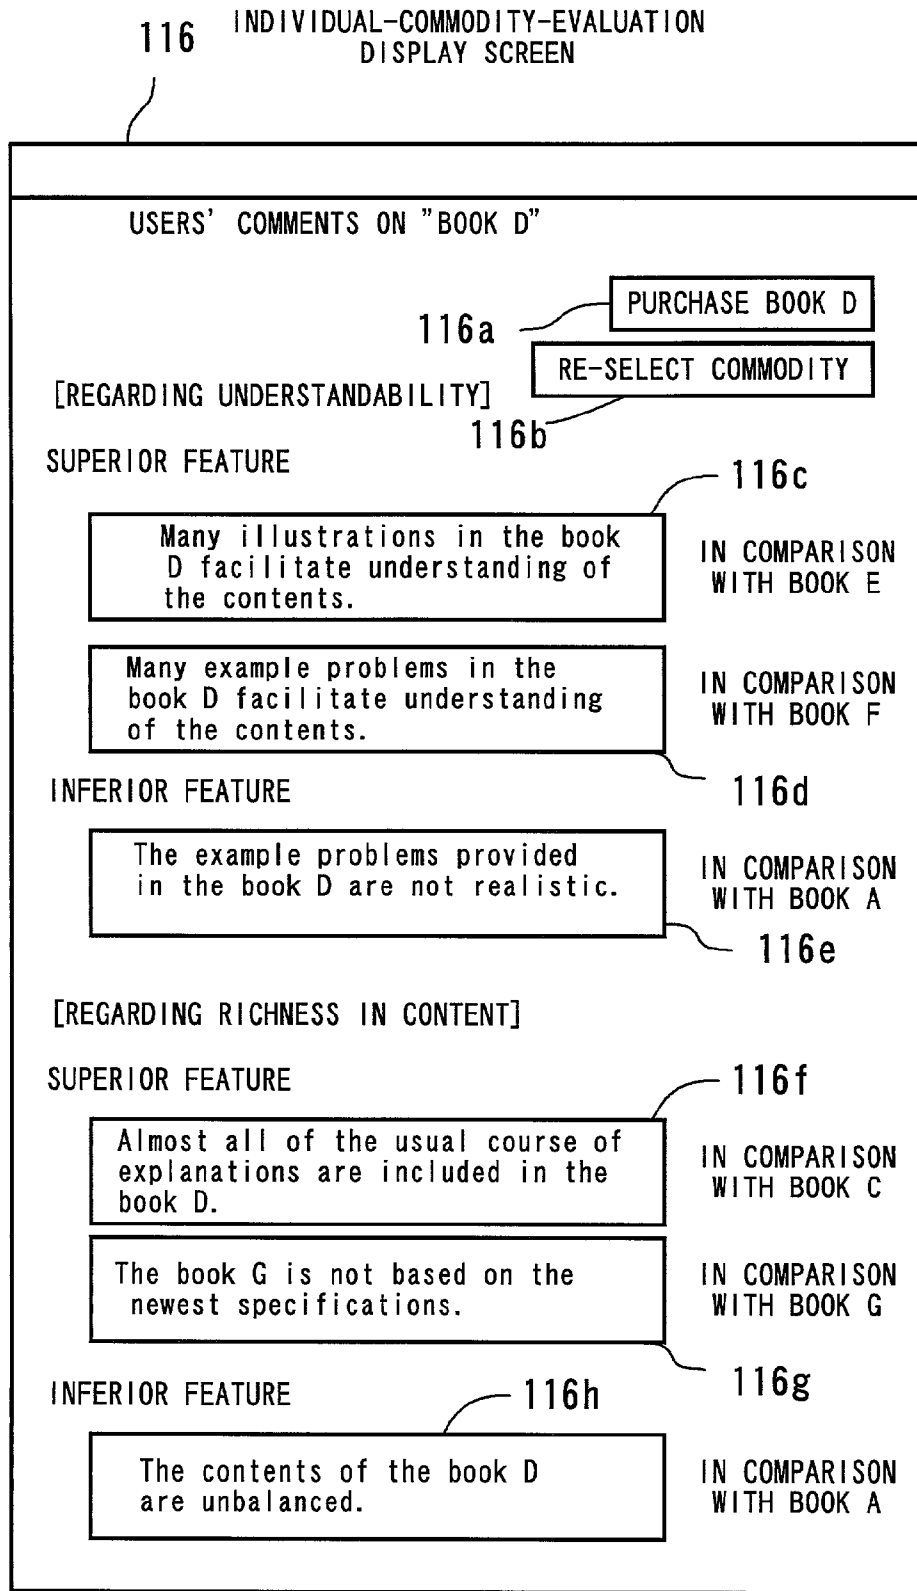 116
INDIVIDUAL-COMMODITY-EVALUATION
DISPLAY SCREEN
USERS' COMMENTS ON "BOOK D"
116a
PURCHASE BOOK D
RE-SELECT COMMODITY
116b
[REGARDING UNDERSTANDABILITY]
SUPERIOR FEATURE
116c
Many illustrations in the book
D facilitate understanding of
the contents.
IN COMPARISON
WITH BOOK E
Many example problems in the
book D facilitate understanding
of the contents.
IN COMPARISON
WITH BOOK F
116d
INFERIOR FEATURE
The example problems provided
in the book D are not realistic.
IN COMPARISON
WITH BOOK A
116e
[REGARDING RICHNESS IN CONTENT]
SUPERIOR FEATURE
116f
Almost all of the usual course of
explanations are included in the
book D.
IN COMPARISON
WITH BOOK C
The book G is not based on the
newest specifications.
IN COMPARISON
WITH BOOK G
116g
INFERIOR FEATURE
116h
The contents of the book D
are unbalanced.
IN COMPARISON
WITH BOOK A